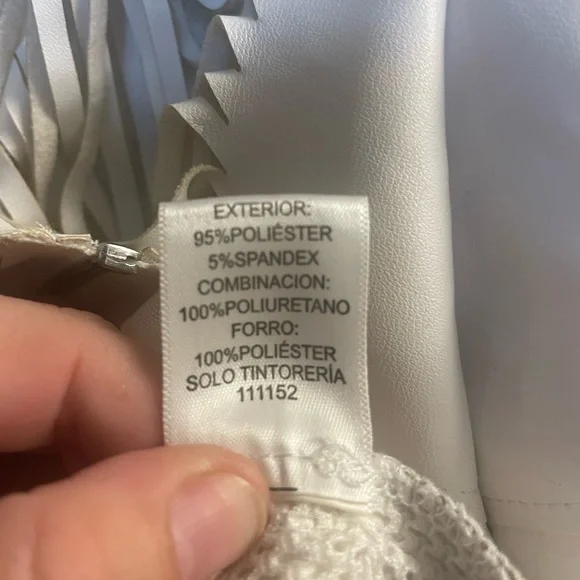 EXTERIOR:
95%POLIÉSTER
5%SPANDEX
COMBINACION:
100%POLIURETANO
FORRO:
100%POLIÉSTER
SOLO TINTORERÍA
111152